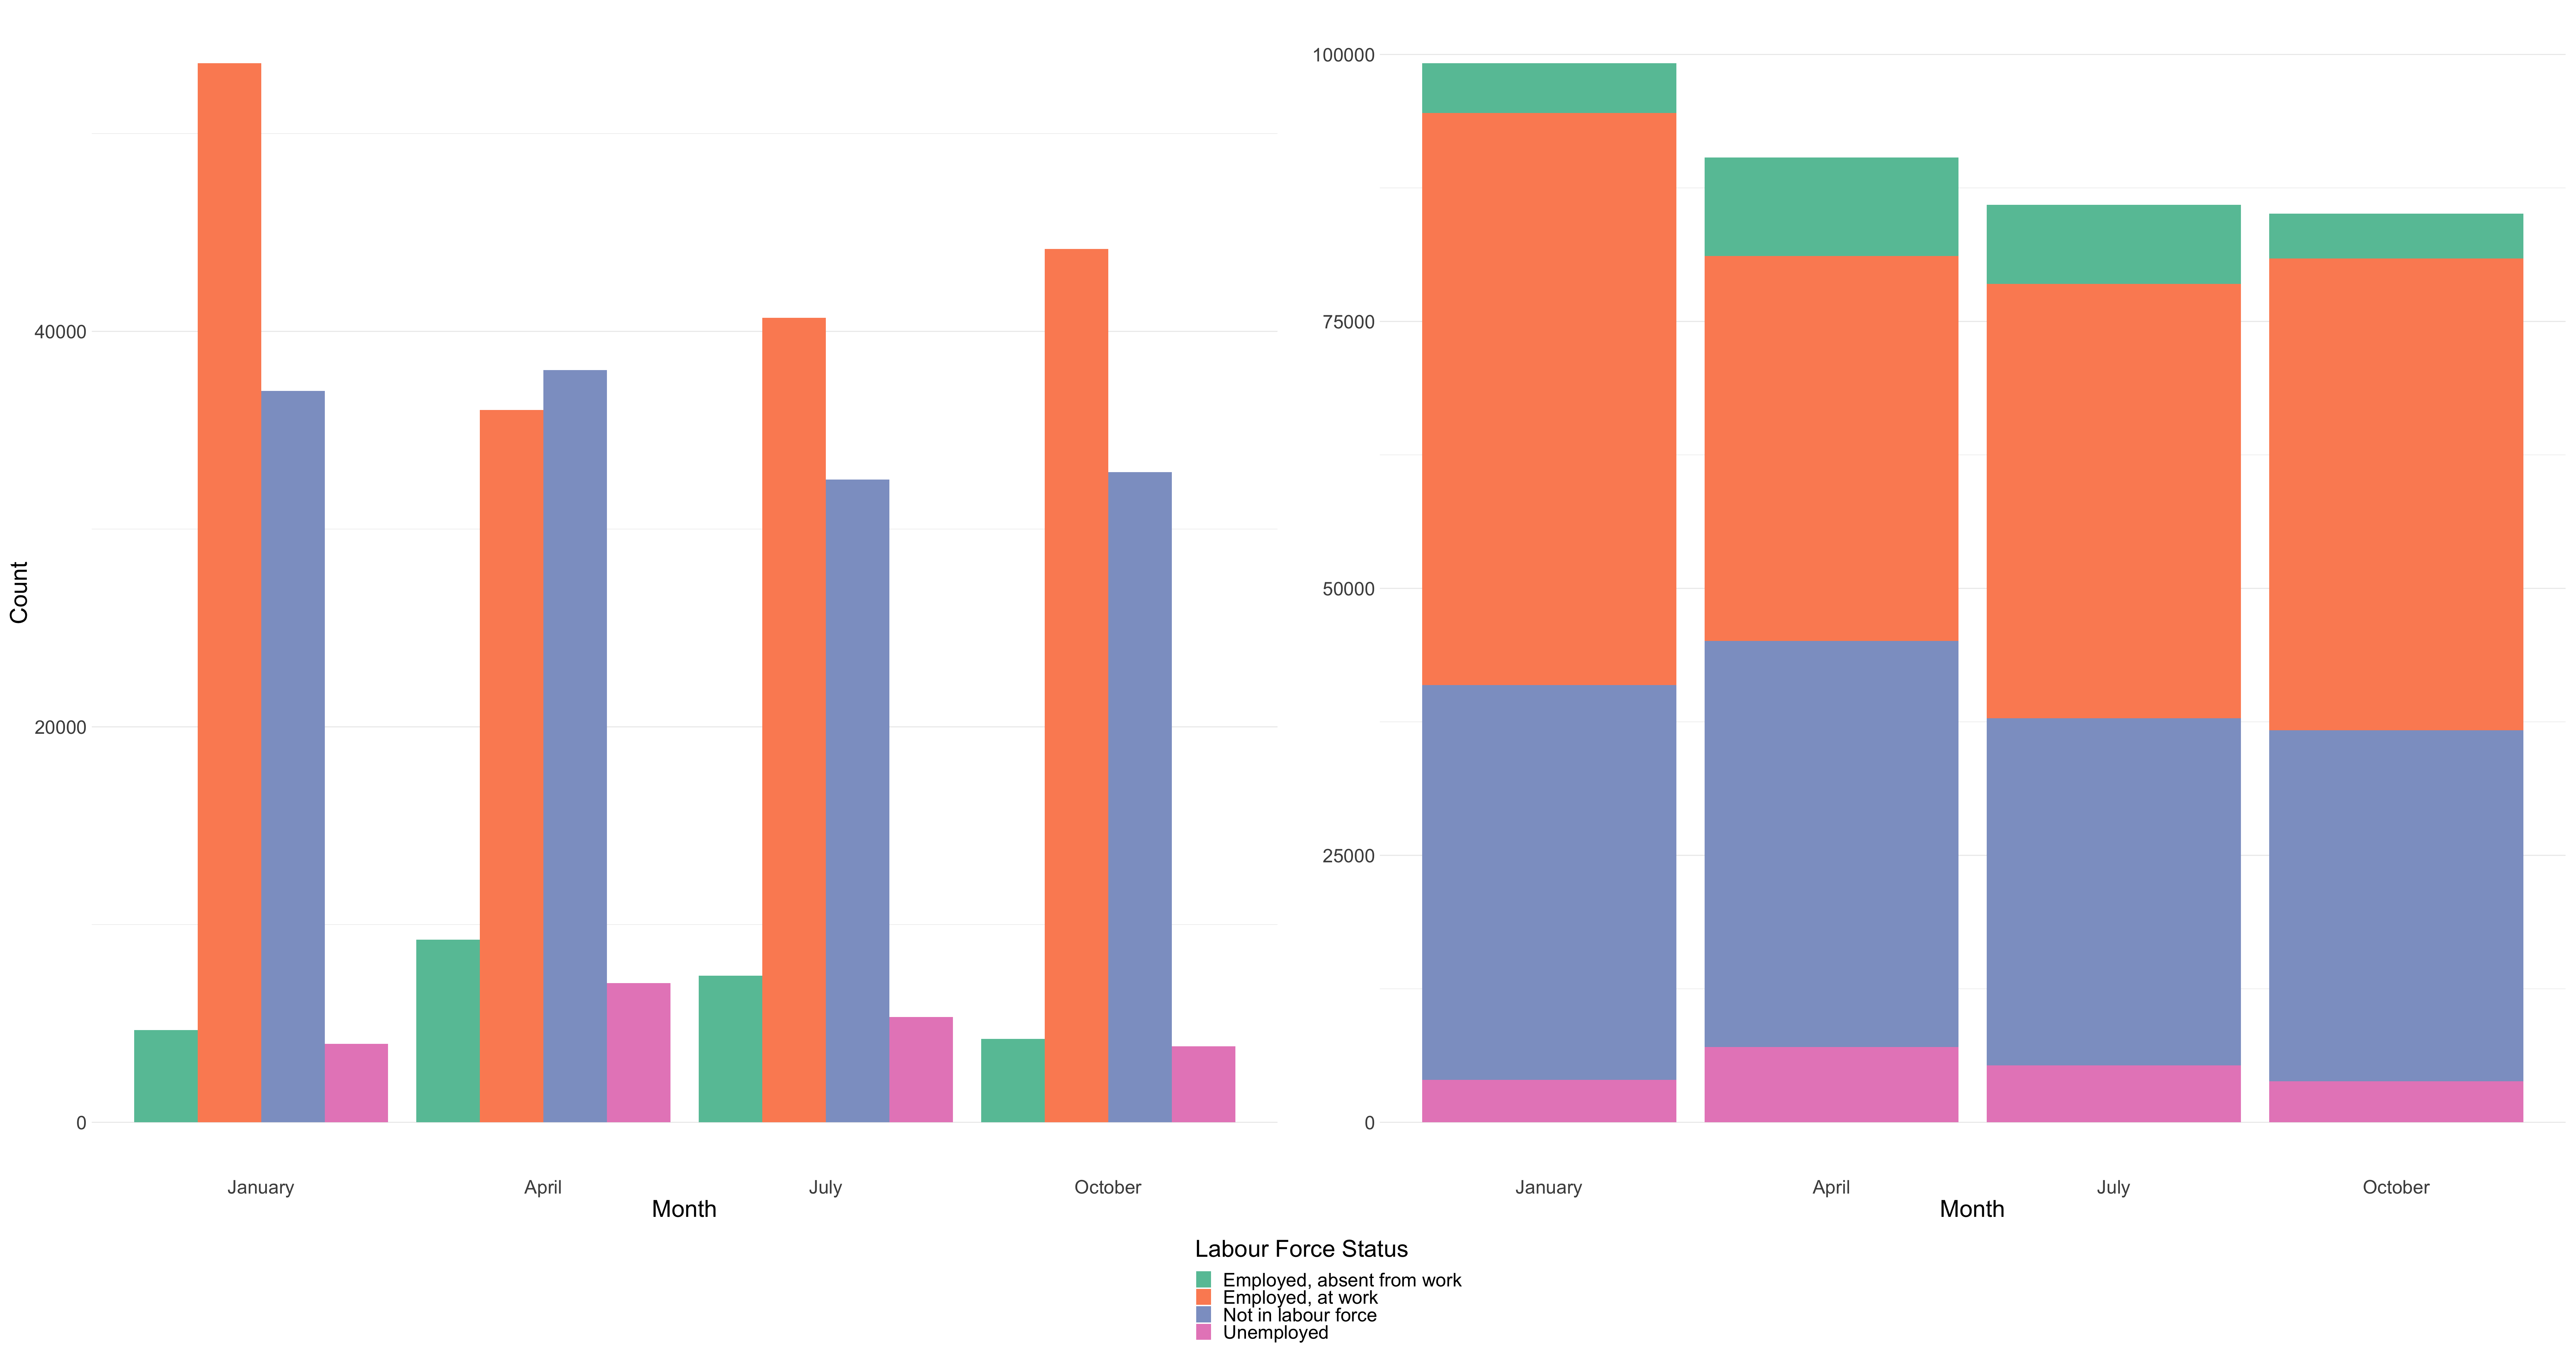 Count
40000
20000
0
January
April
July
October
Month
100000
75000
50000
25000
0
January
April
July
October
Month
Labour Force Status
Employed, absent from work
Employed, at work
Not in labour force
Unemployed